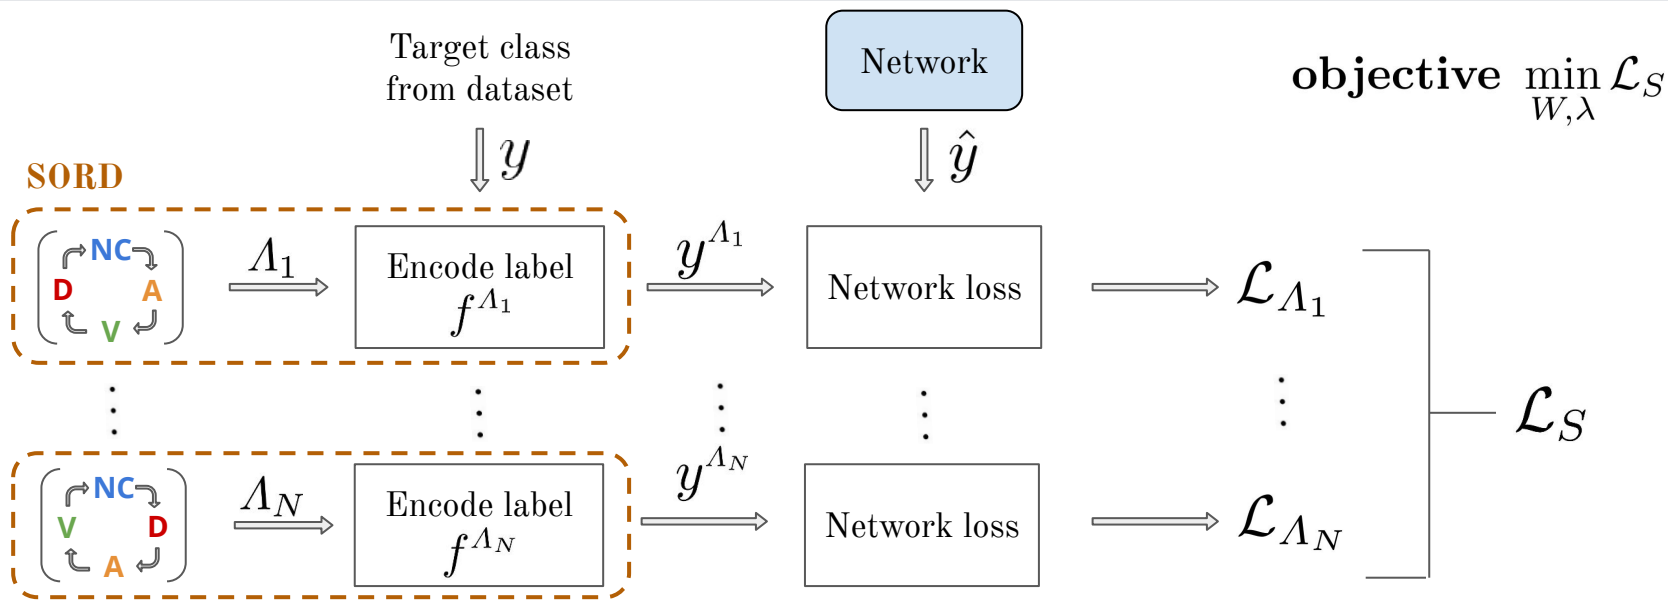 Target class
from dataset
Network
objective min L_S
W,λ
y
ŷ
SORD
NC
D A
V
Λ_1
Encode label
f^{Λ_1}
y^{Λ_1}
Network loss
L_{Λ_1}
L_S
NC
V D
A
Λ_N
Encode label
f^{Λ_N}
y^{Λ_N}
Network loss
L_{Λ_N}